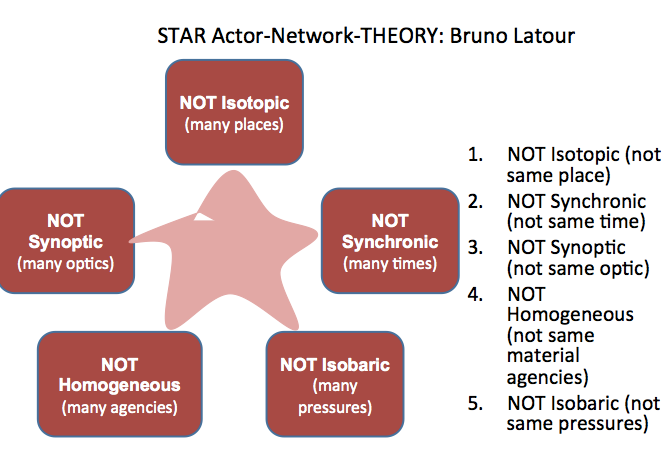 STAR Actor-Network-THEORY: Bruno Latour
NOT Isotopic
(many places)
NOT
Synoptic
(many optics)
NOT
Synchronic
(many times)
NOT
Homogeneous
(many agencies)
NOT Isobaric
(many
pressures)
1. NOT Isotopic (not
same place)
2. NOT Synchronic
(not same time)
3. NOT Synoptic
(not same optic)
4. NOT
Homogeneous
(not same
material
agencies)
5. NOT Isobaric (not
same pressures)